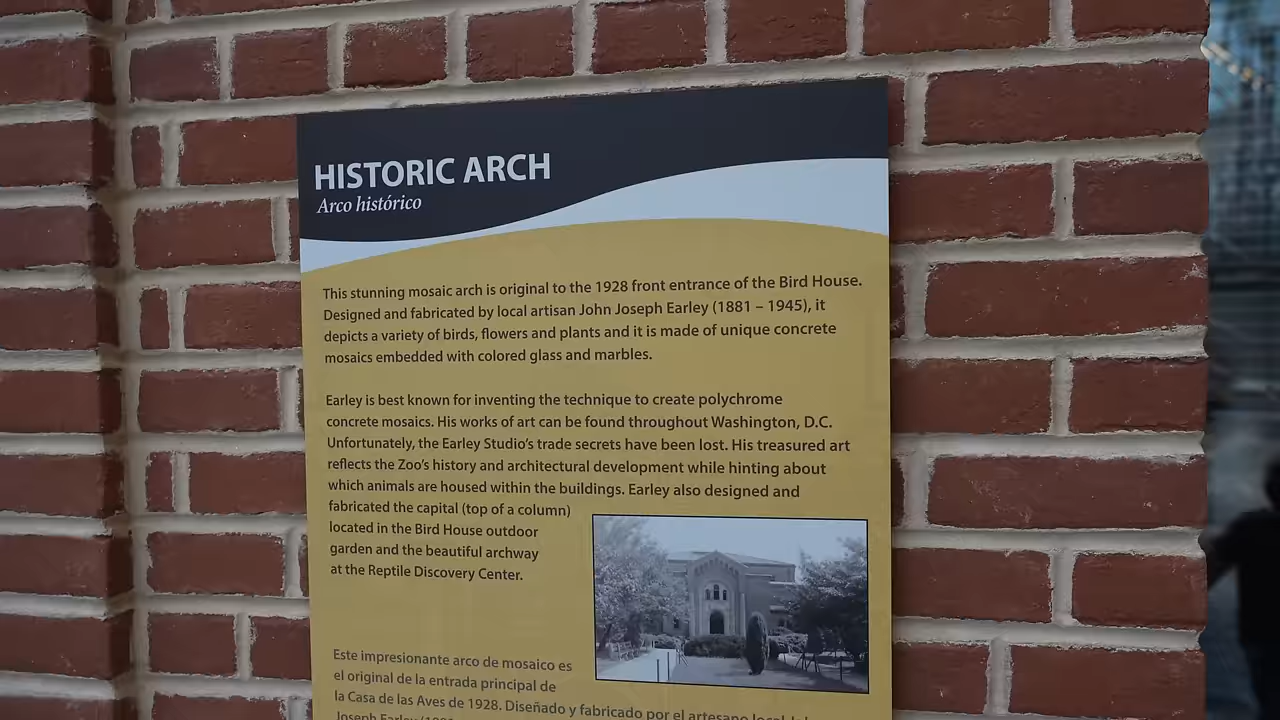 HISTORIC ARCH
Arco histórico
This stunning mosaic arch is original to the 1928 front entrance of the Bird House.
Designed and fabricated by local artisan John Joseph Earley (1881 – 1945), it
depicts a variety of birds, flowers and plants and it is made of unique concrete
mosaics embedded with colored glass and marbles.
Earley is best known for inventing the technique to create polychrome
concrete mosaics. His works of art can be found throughout Washington, D.C.
Unfortunately, the Earley Studio's trade secrets have been lost. His treasured art
reflects the Zoo's history and architectural development while hinting about
which animals are housed within the buildings. Earley also designed and
fabricated the capital (top of a column)
located in the Bird House outdoor
garden and the beautiful archway
at the Reptile Discovery Center.
Este impresionante arco de mosaico es
el original de la entrada principal de
la Casa de las Aves de 1928. Diseñado y fabricado por el artesano local
Joseph Earley